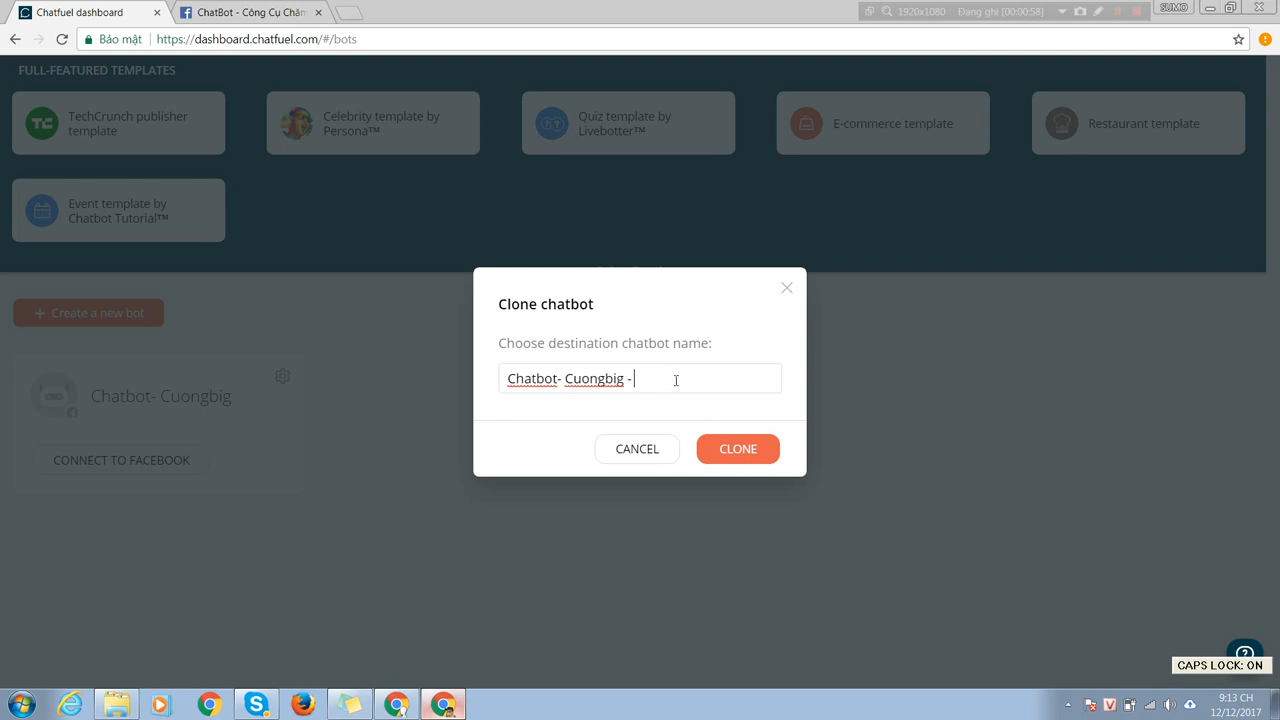 Chatfuel dashboard
ChatBot - Công Cụ Chăm
1920x1080
Đang ghi [00:00:58]
SUMO
Bảo mật
https://dashboard.chatfuel.com/#/bots
FULL-FEATURED TEMPLATES
TechCrunch publisher
template
Celebrity template by
Persona™
Quiz template by
Livebotter™
E-commerce template
Restaurant template
Event template by
Chatbot Tutorial™
Clone chatbot
Choose destination chatbot name:
Chatbot- Cuongbig -
CANCEL
CLONE
+ Create a new bot
Chatbot- Cuongbig
CONNECT TO FACEBOOK
CAPS LOCK: ON
9:13 CH
12/12/2017